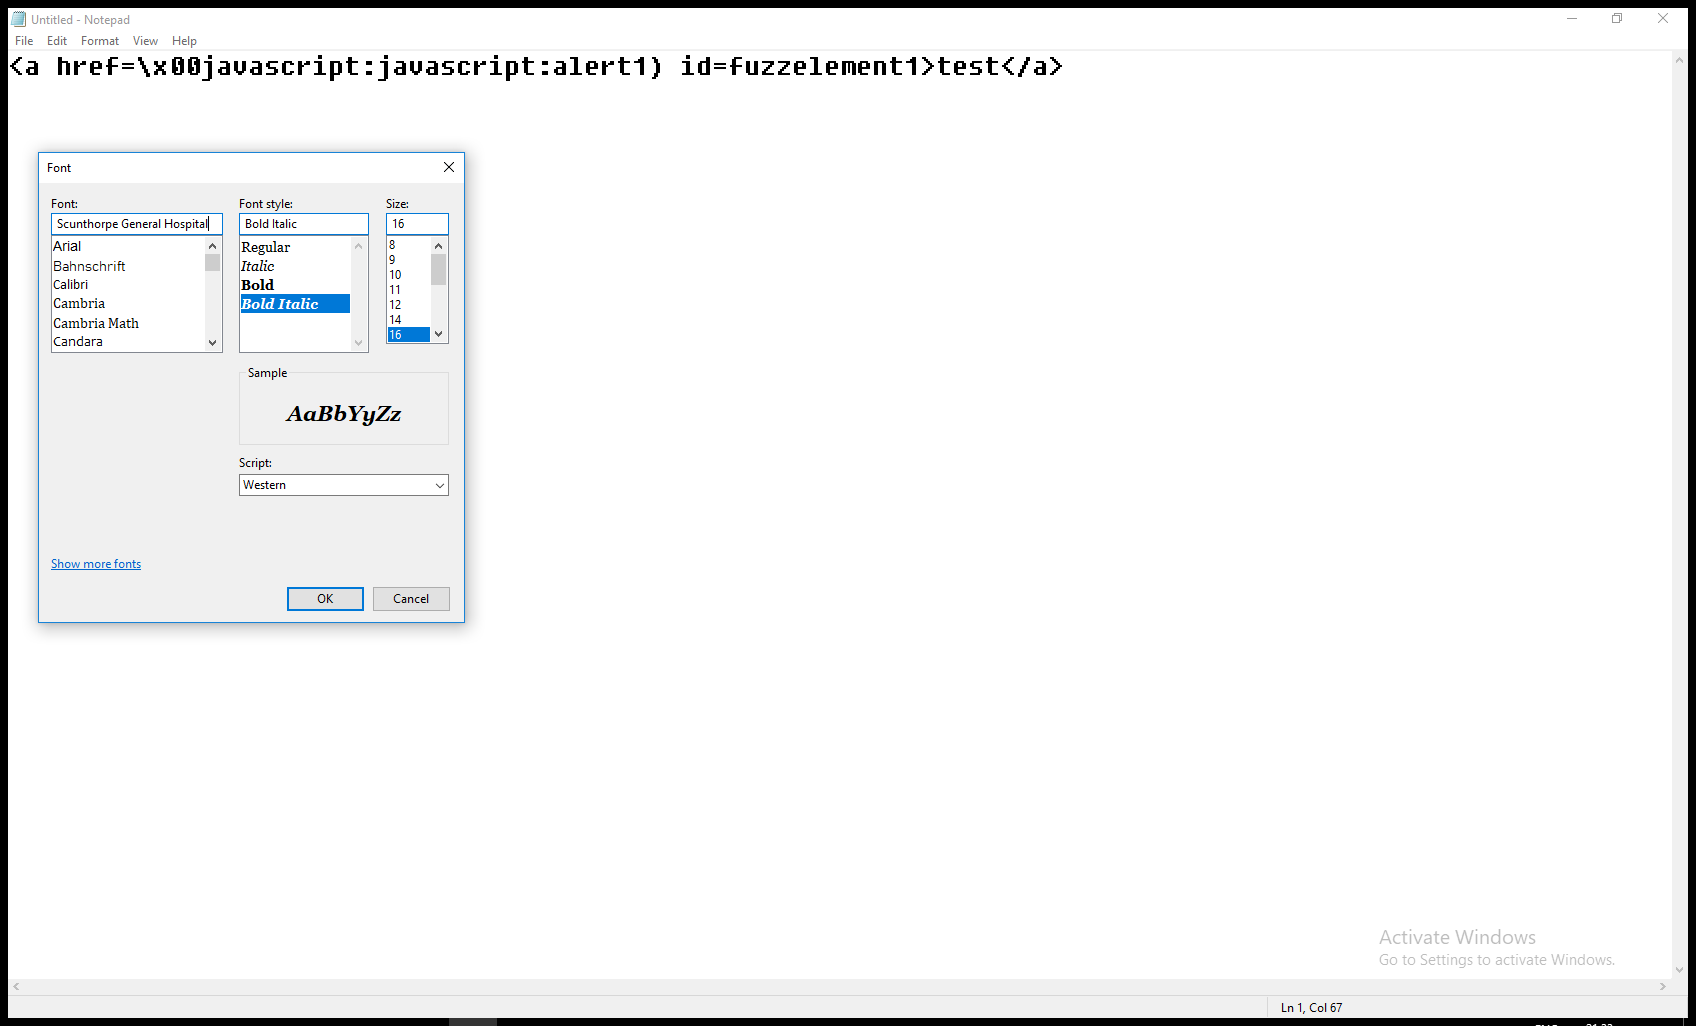 Untitled - Notepad
File Edit Format View Help
<a href=\x00javascript:javascript:alert1) id=fuzzelement1>test</a>
Font
Font: Font style: Size:
Scunthorpe General Hospital Bold Italic 16
Arial Regular 8
Bahnschrift Italic 9
Calibri Bold 10
Cambria Bold Italic 11
Cambria Math 12
Candara 14
16
Sample
AaBbYyZz
Script:
Western
Show more fonts
OK Cancel
Activate Windows
Go to Settings to activate Windows.
Ln 1, Col 67